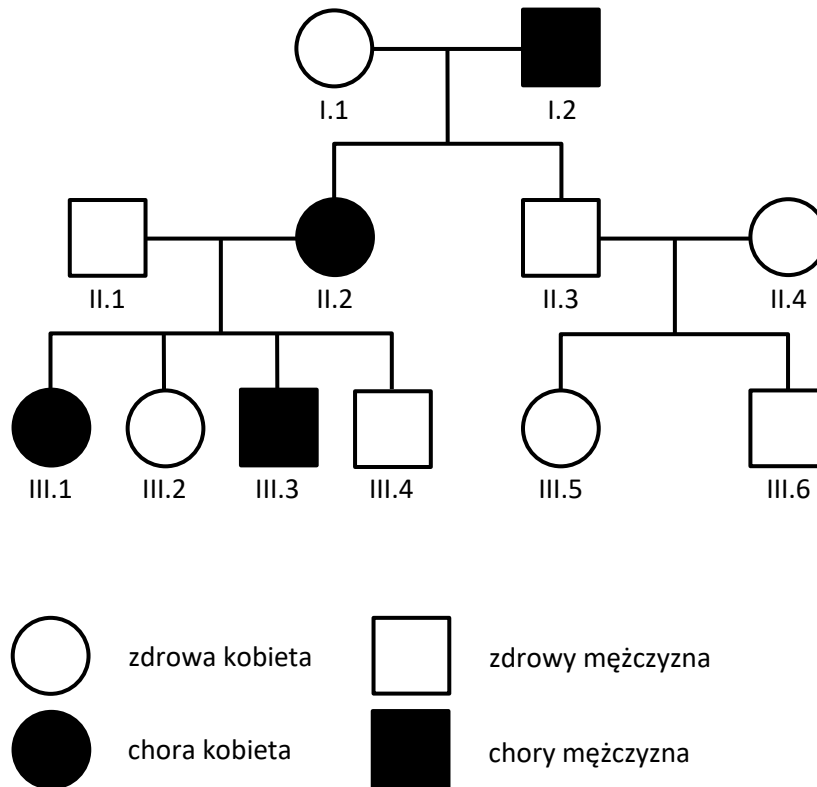 I.1 I.2
II.1 II.2 II.3 II.4
III.1 III.2 III.3 III.4 III.5 III.6
zdrowa kobieta zdrowy mężczyzna
chora kobieta chory mężczyzna